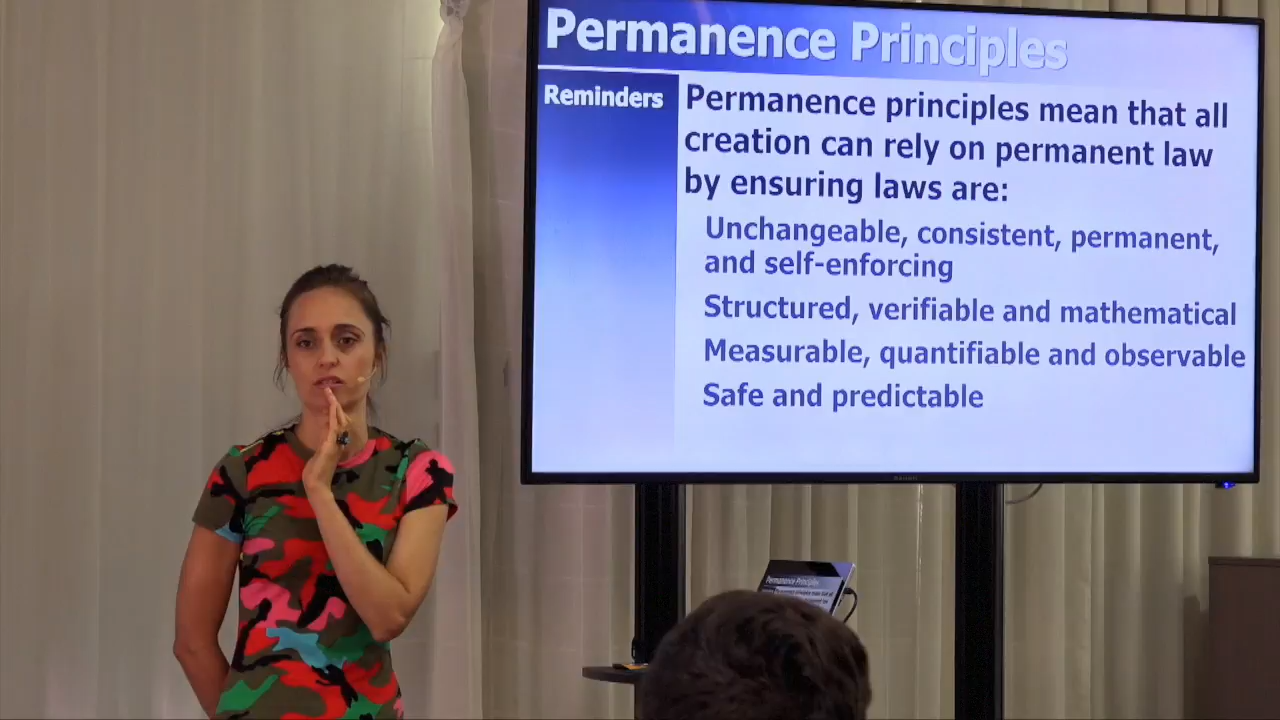 Permanence Principles
Reminders
Permanence principles mean that all
creation can rely on permanent law
by ensuring laws are:
Unchangeable, consistent, permanent,
and self-enforcing
Structured, verifiable and mathematical
Measurable, quantifiable and observable
Safe and predictable
Permanence Principles